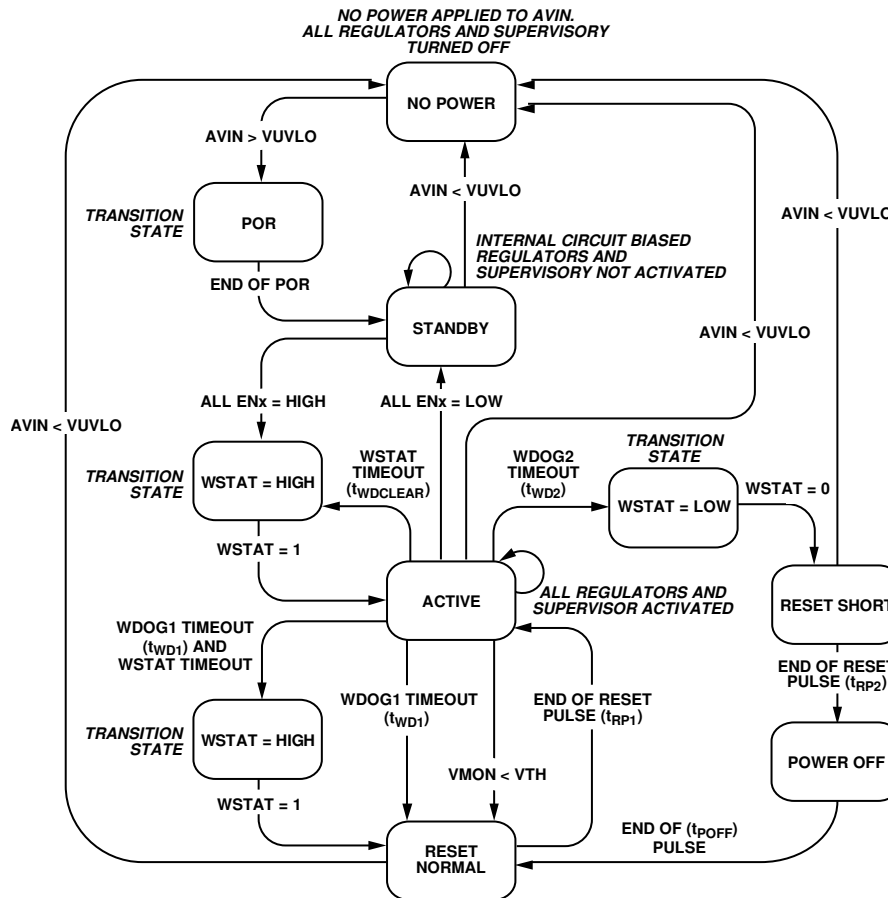 NO POWER APPLIED TO AVIN.
ALL REGULATORS AND SUPERVISORY
TURNED OFF
NO POWER
AVIN > VUVLO
AVIN < VUVLO
AVIN < VUVLO
TRANSITION
STATE
POR
INTERNAL CIRCUIT BIASED
REGULATORS AND
SUPERVISORY NOT ACTIVATED
END OF POR
STANDBY
AVIN < VUVLO
ALL ENx = HIGH
ALL ENx = LOW
AVIN < VUVLO
TRANSITION
STATE
WSTAT = HIGH
WSTAT
TIMEOUT
(tWDCLEAR)
WDOG2
TIMEOUT
(tWD2)
TRANSITION
STATE
WSTAT = LOW
WSTAT = 0
WSTAT = 1
ACTIVE
ALL REGULATORS AND
SUPERVISOR ACTIVATED
RESET SHORT
WDOG1 TIMEOUT
(tWD1) AND
WSTAT TIMEOUT
END OF RESET
PULSE (tRP2)
WDOG1 TIMEOUT
(tWD1)
END OF RESET
PULSE (tRP1)
TRANSITION
STATE
WSTAT = HIGH
POWER OFF
VMON < VTH
WSTAT = 1
END OF (tPOFF)
PULSE
RESET
NORMAL